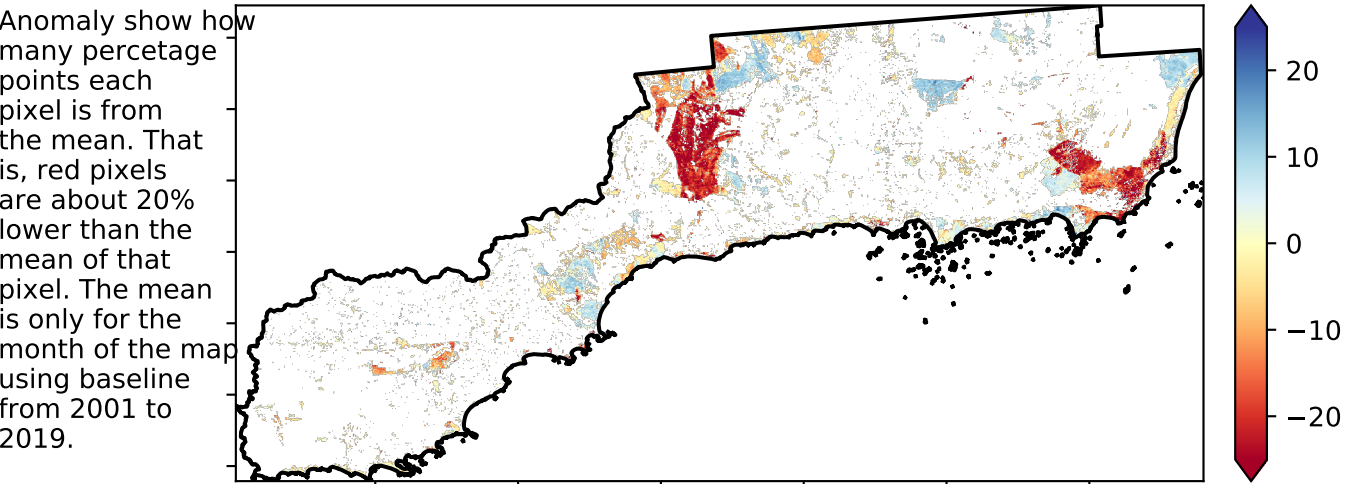 Anomaly show how
many percetage
points each
pixel is from
the mean. That
is, red pixels
are about 20%
lower than the
mean of that
pixel. The mean
is only for the
month of the map
using baseline
from 2001 to
2019.
20
10
0
−10
−20